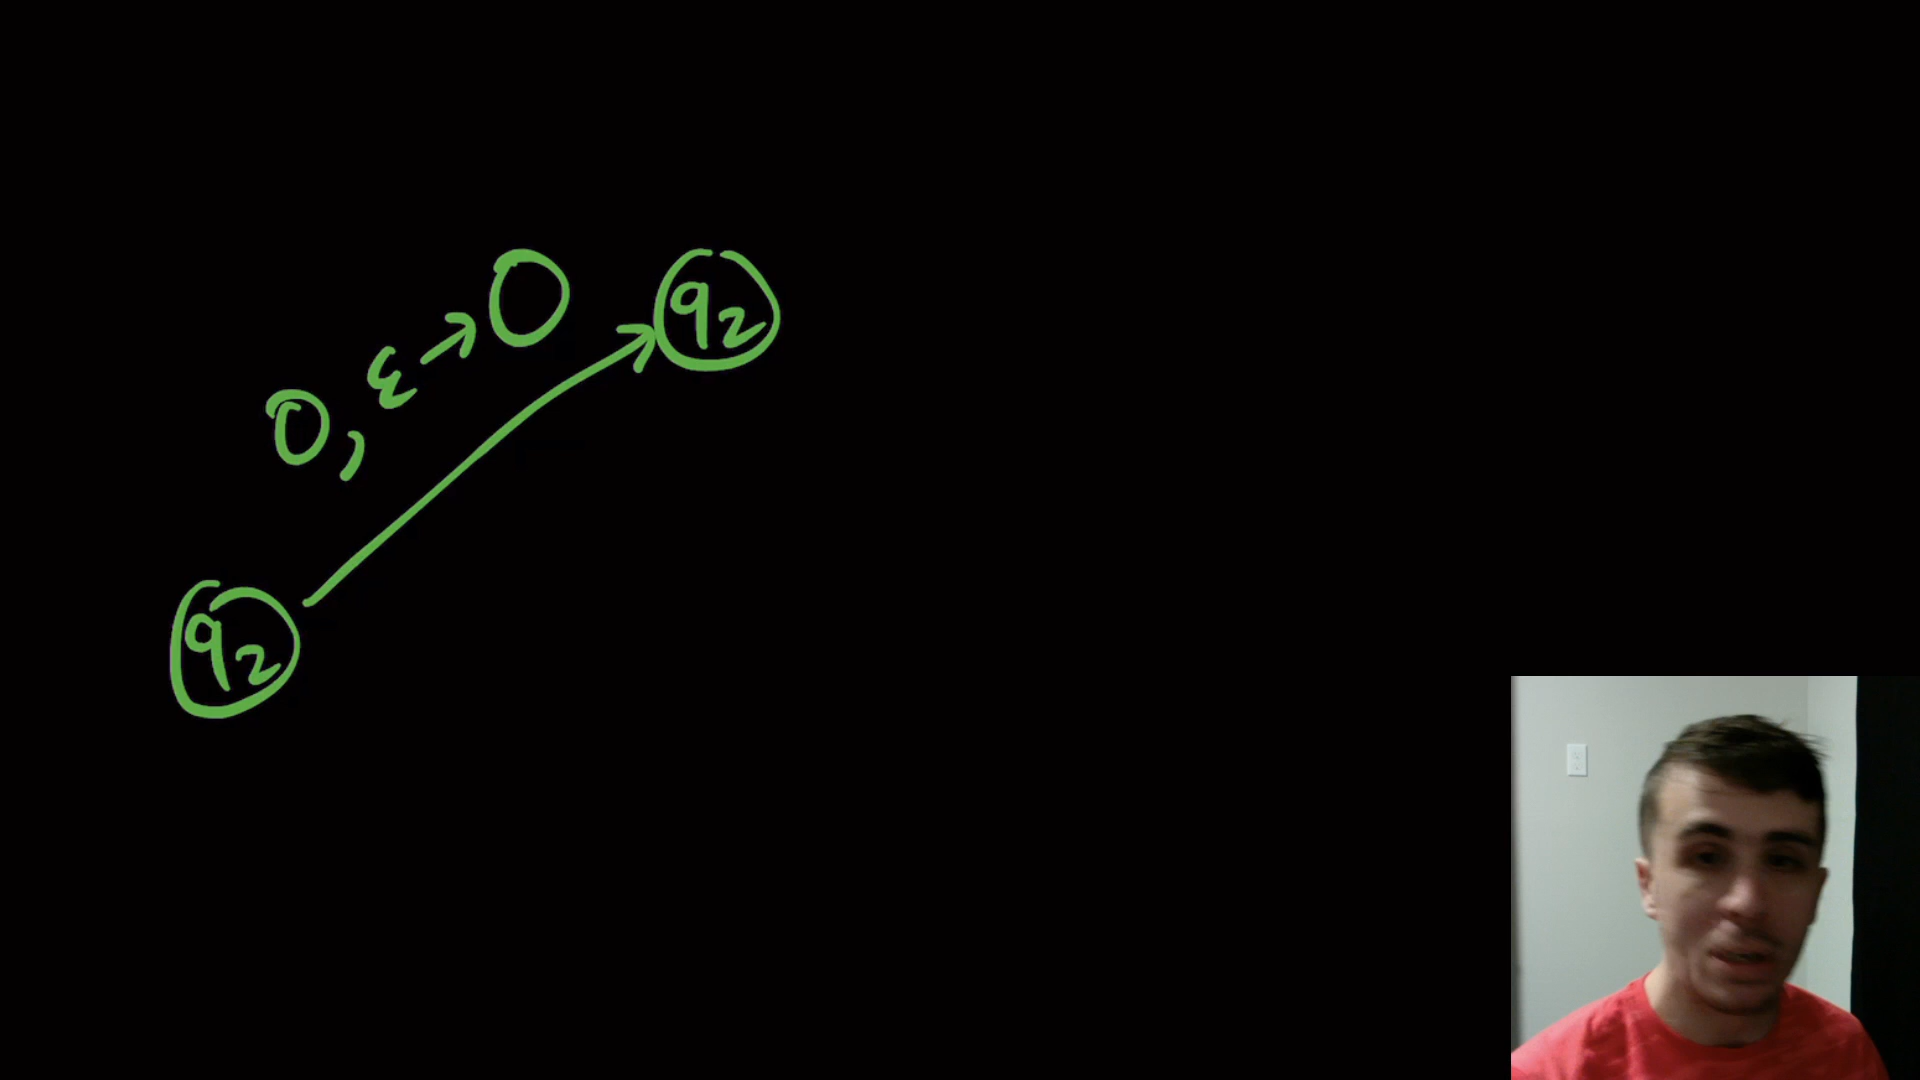 0, ε → 0
q₂
q₂